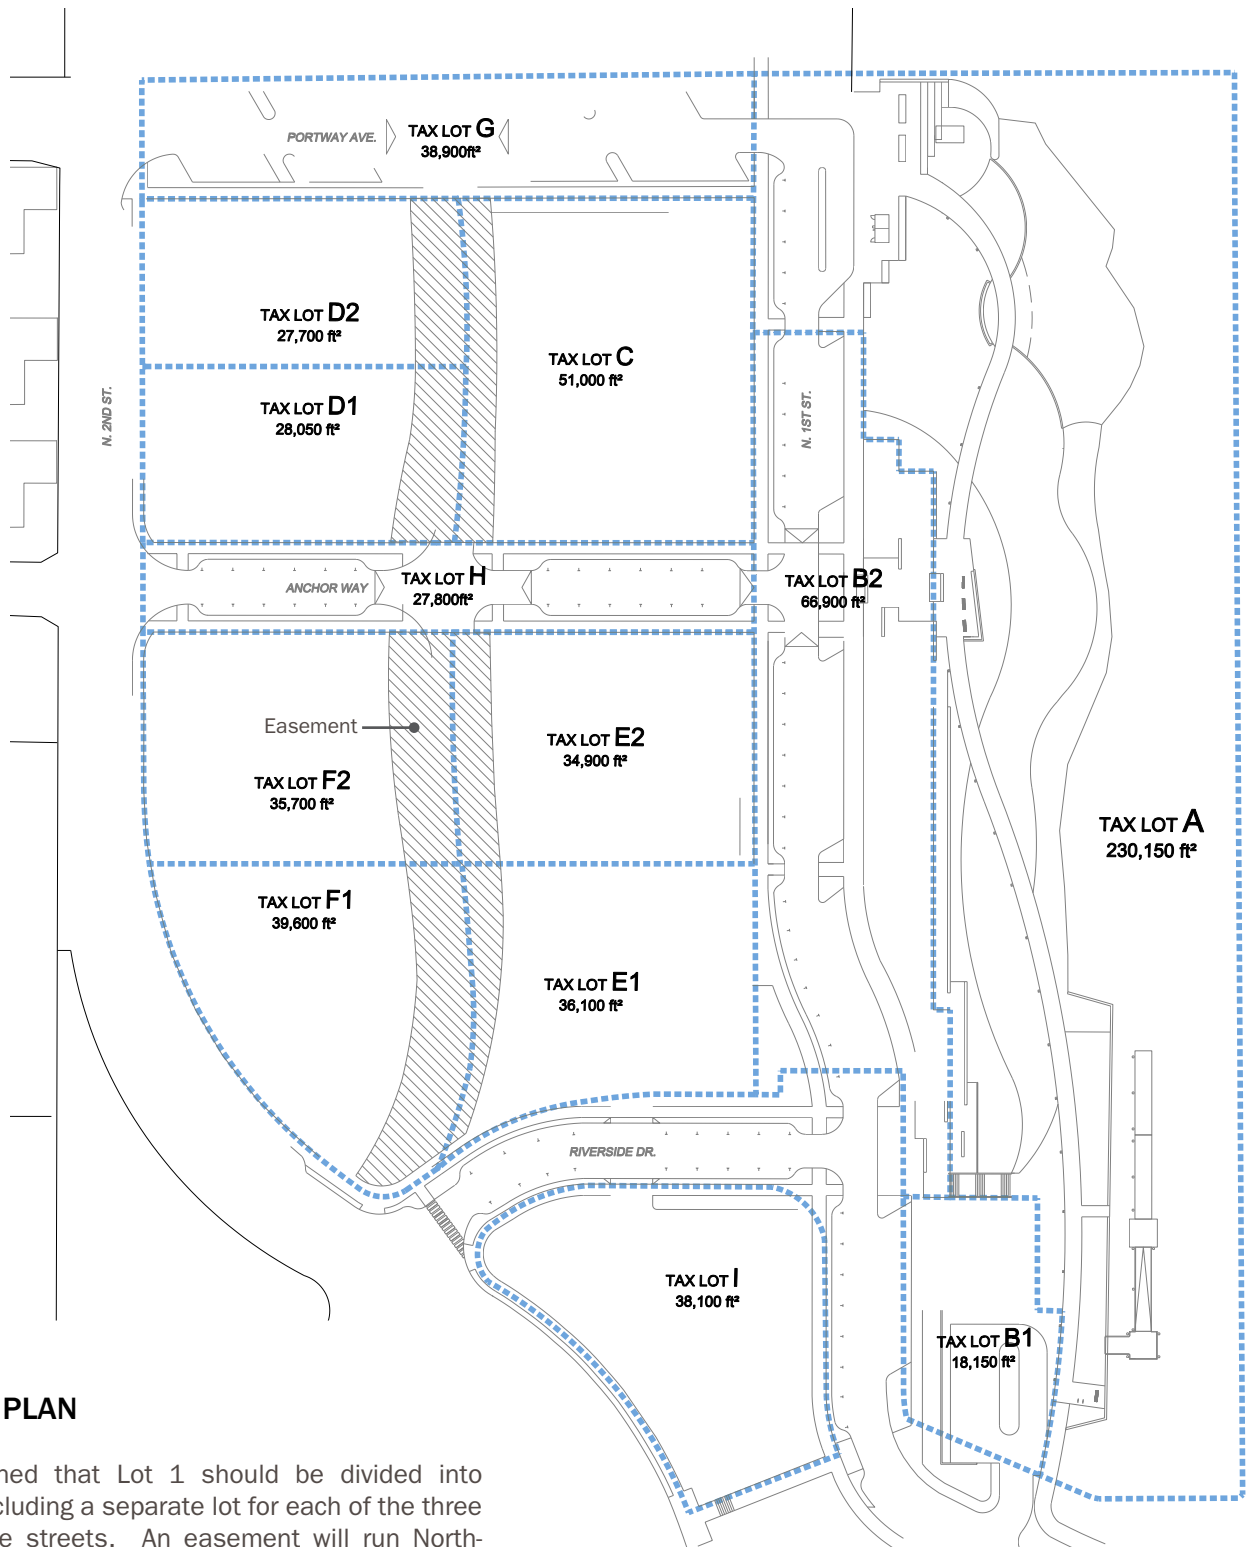 PORTWAY AVE.
TAX LOT G
38,900ft²
TAX LOT D2
27,700 ft²
TAX LOT C
51,000 ft²
TAX LOT D1
28,050 ft²
N. 2ND ST.
N. 1ST ST.
ANCHOR WAY
TAX LOT H
27,800ft²
TAX LOT B2
66,900 ft²
Easement
TAX LOT E2
34,900 ft²
TAX LOT F2
35,700 ft²
TAX LOT A
230,150 ft²
TAX LOT F1
39,600 ft²
TAX LOT E1
36,100 ft²
RIVERSIDE DR.
TAX LOT I
38,100 ft²
TAX LOT B1
18,150 ft²
PLAN
ned that Lot 1 should be divided into
cluding a separate lot for each of the three
e streets. An easement will run North-